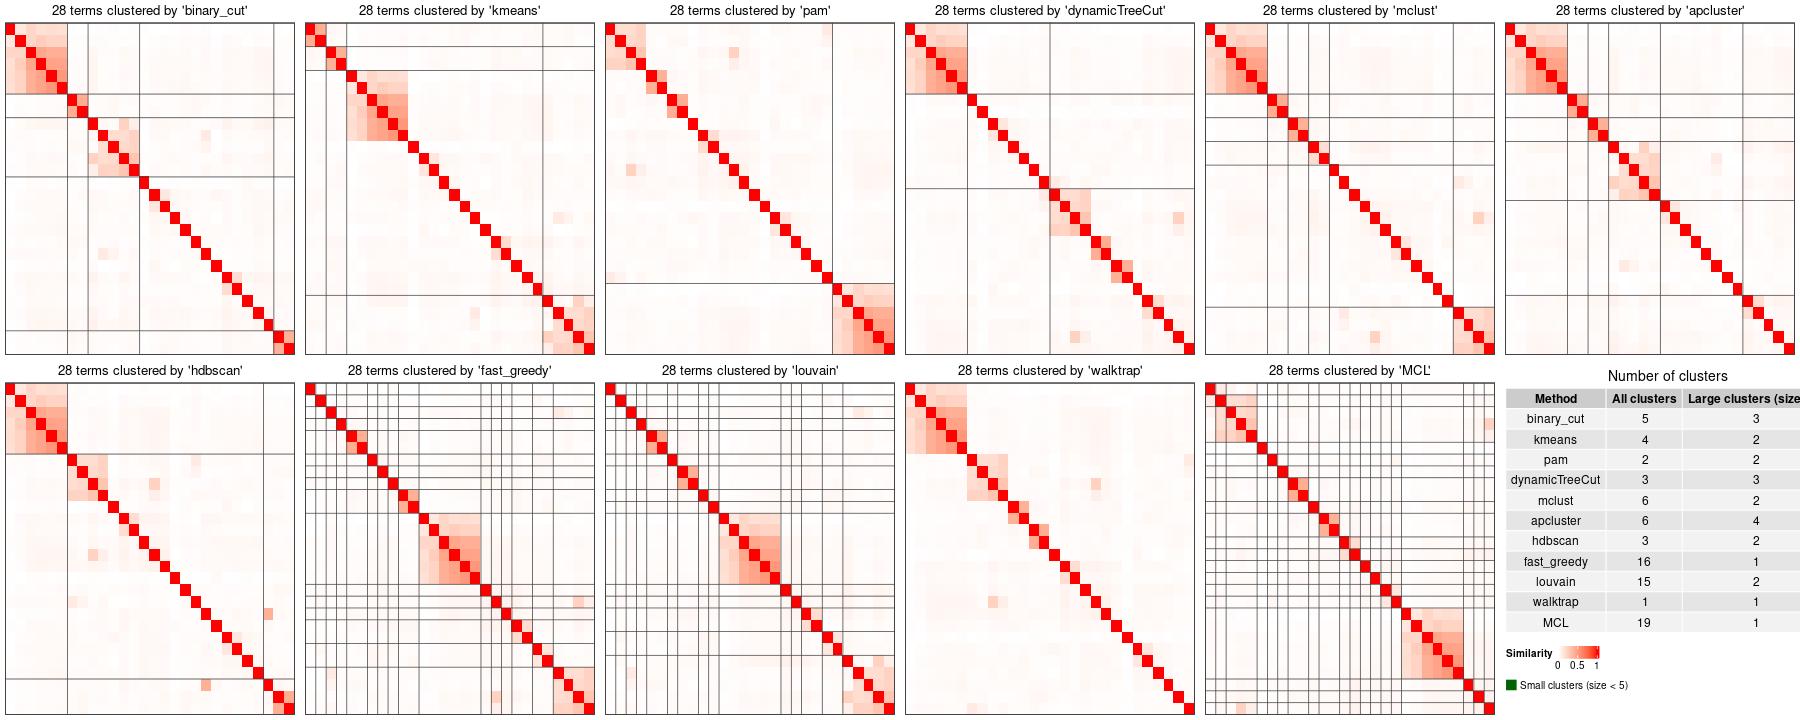 28 terms clustered by 'binary_cut'
28 terms clustered by 'kmeans'
28 terms clustered by 'pam'
28 terms clustered by 'dynamicTreeCut'
28 terms clustered by 'mclust'
28 terms clustered by 'apcluster'
28 terms clustered by 'hdbscan'
28 terms clustered by 'fast_greedy'
28 terms clustered by 'louvain'
28 terms clustered by 'walktrap'
28 terms clustered by 'MCL'
Number of clusters
Method All clusters Large clusters (size
binary_cut 5 3
kmeans 4 2
pam 2 2
dynamicTreeCut 3 3
mclust 6 2
apcluster 6 4
hdbscan 3 2
fast_greedy 16 1
louvain 15 2
walktrap 1 1
MCL 19 1
Similarity
0 0.5 1
Small clusters (size < 5)